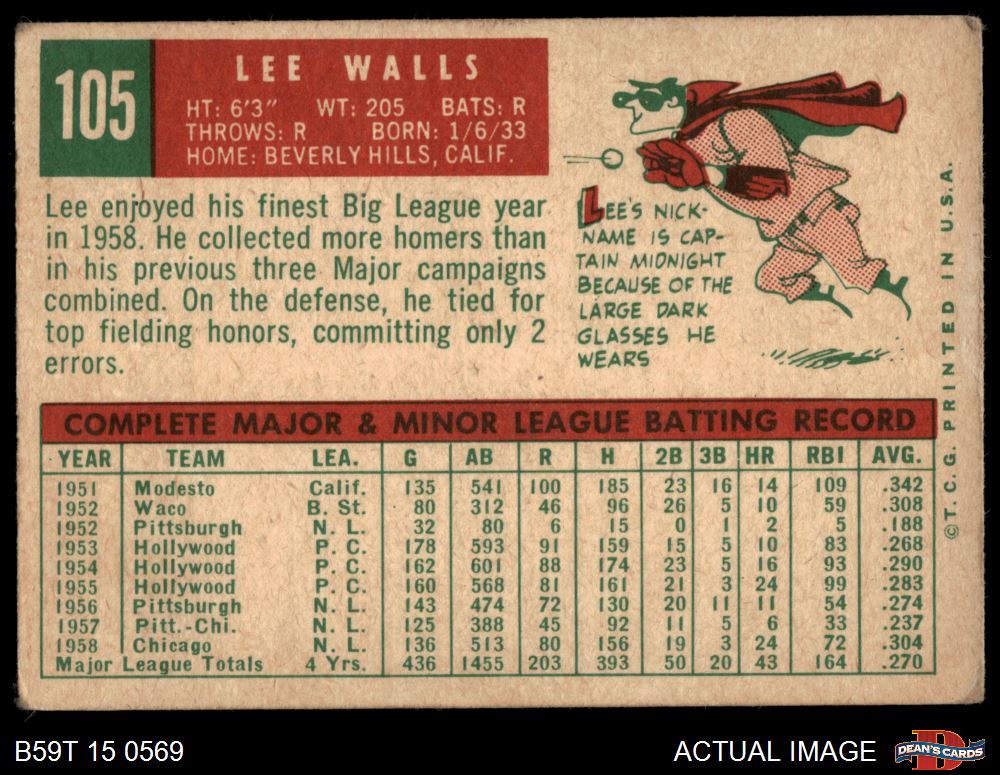 105
LEE WALLS
HT: 6'3" WT: 205 BATS: R
THROWS: R BORN: 1/6/33
HOME: BEVERLY HILLS, CALIF.
Lee enjoyed his finest Big League year
in 1958. He collected more homers than
in his previous three Major campaigns
combined. On the defense, he tied for
top fielding honors, committing only 2
errors.
LEE'S NICK-
NAME IS CAP-
TAIN MIDNIGHT
BECAUSE OF THE
LARGE DARK
GLASSES HE
WEARS
COMPLETE MAJOR & MINOR LEAGUE BATTING RECORD
YEAR TEAM LEA. G AB R H 2B 3B HR RBI AVG.
1951 Modesto Calif. 135 541 100 185 23 16 14 109 .342
1952 Waco B. St. 80 312 46 96 26 5 10 59 .308
1952 Pittsburgh N. L. 32 80 6 15 0 1 2 5 .188
1953 Hollywood P. C. 178 593 91 159 15 5 10 83 .268
1954 Hollywood P. C. 162 601 88 174 23 5 16 93 .290
1955 Hollywood P. C. 160 568 81 161 21 3 24 99 .283
1956 Pittsburgh N. L. 143 474 72 130 20 11 11 54 .274
1957 Pitt.-Chi. N. L. 125 388 45 92 11 5 6 33 .237
1958 Chicago N. L. 136 513 80 156 19 3 24 72 .304
Major League Totals 4 Yrs. 436 1455 203 393 50 20 43 164 .270
©T.C.G. PRINTED IN U.S.A.
B59T 15 0569
ACTUAL IMAGE
DEAN'S CARDS